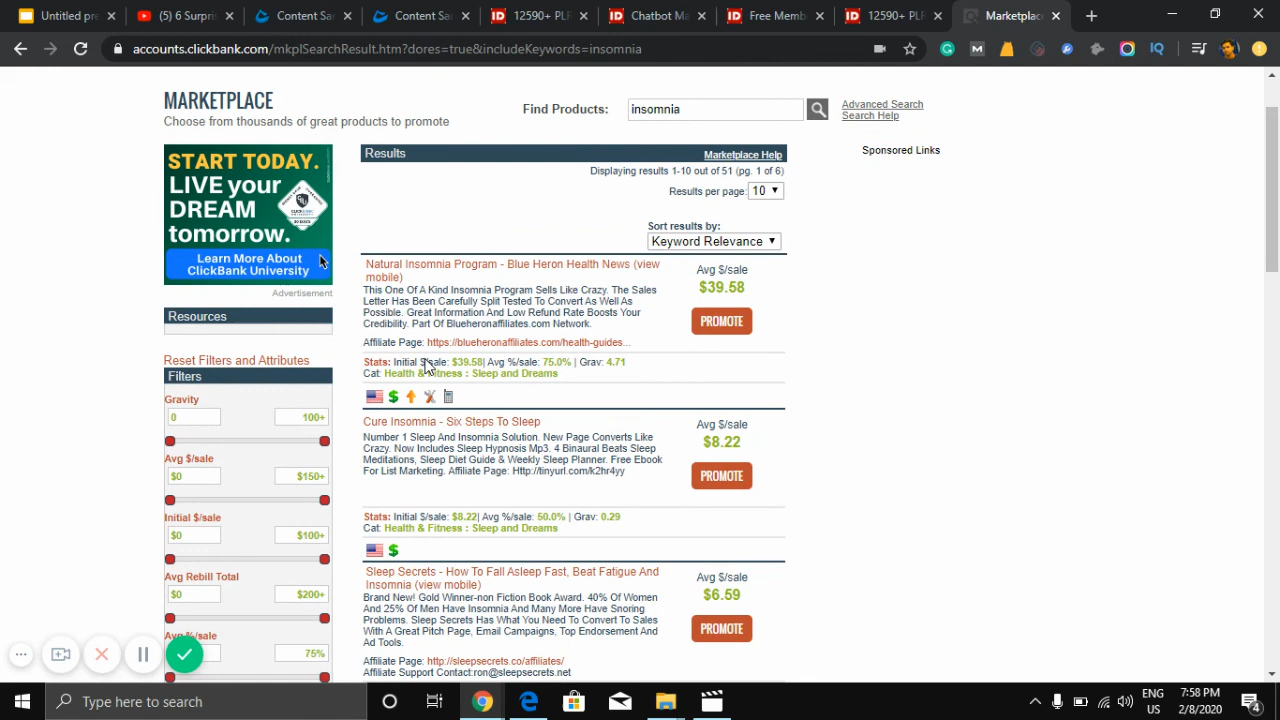 Untitled pre
(5) 6 Surpris
Content San
Content San
12590+ PLR
Chatbot Ma
Free Memb
12590+ PLR
Marketplace
accounts.clickbank.com/mkplSearchResult.htm?dores=true&includeKeywords=insomnia
MARKETPLACE
Choose from thousands of great products to promote
Find Products:
insomnia
Advanced Search
Search Help
START TODAY.
LIVE your
DREAM
tomorrow.
Learn More About
ClickBank University
Advertisement
Results
Marketplace Help
Displaying results 1-10 out of 51 (pg. 1 of 6)
Results per page: 10
Sort results by:
Keyword Relevance
Sponsored Links
Natural Insomnia Program - Blue Heron Health News (view
mobile)
This One Of A Kind Insomnia Program Sells Like Crazy. The Sales
Letter Has Been Carefully Split Tested To Convert As Well As
Possible. Great Information And Low Refund Rate Boosts Your
Credibility. Part Of Blueheronaffiliates.com Network.
Affiliate Page: https://blueheronaffiliates.com/health-guides...
Avg $/sale
$39.58
PROMOTE
Stats: Initial $/sale: $39.58| Avg %/sale: 75.0% | Grav: 4.71
Cat: Health & Fitness : Sleep and Dreams
Cure Insomnia - Six Steps To Sleep
Number 1 Sleep And Insomnia Solution. New Page Converts Like
Crazy. Now Includes Sleep Hypnosis Mp3. 4 Binaural Beats Sleep
Meditations, Sleep Diet Guide & Weekly Sleep Planner. Free Ebook
For List Marketing. Affiliate Page: Http://tinyurl.com/k2hr4yy
Avg $/sale
$8.22
PROMOTE
Stats: Initial $/sale: $8.22| Avg %/sale: 50.0% | Grav: 0.29
Cat: Health & Fitness : Sleep and Dreams
Sleep Secrets - How To Fall Asleep Fast, Beat Fatigue And
Insomnia (view mobile)
Brand New! Gold Winner-non Fiction Book Award. 40% Of Women
And 25% Of Men Have Insomnia And Many More Have Snoring
Problems. Sleep Secrets Has What You Need To Convert To Sales
With A Great Pitch Page, Email Campaigns, Top Endorsement And
Ad Tools.
Affiliate Page: http://sleepsecrets.co/affiliates/
Affiliate Support Contact:ron@sleepsecrets.net
Avg $/sale
$6.59
PROMOTE
Resources
Reset Filters and Attributes
Filters
Gravity
0
100+
Avg $/sale
$0
$150+
Initial $/sale
$0
$100+
Avg Rebill Total
$0
$200+
Avg %/sale
75%
Type here to search
ENG
US
7:58 PM
2/8/2020
4